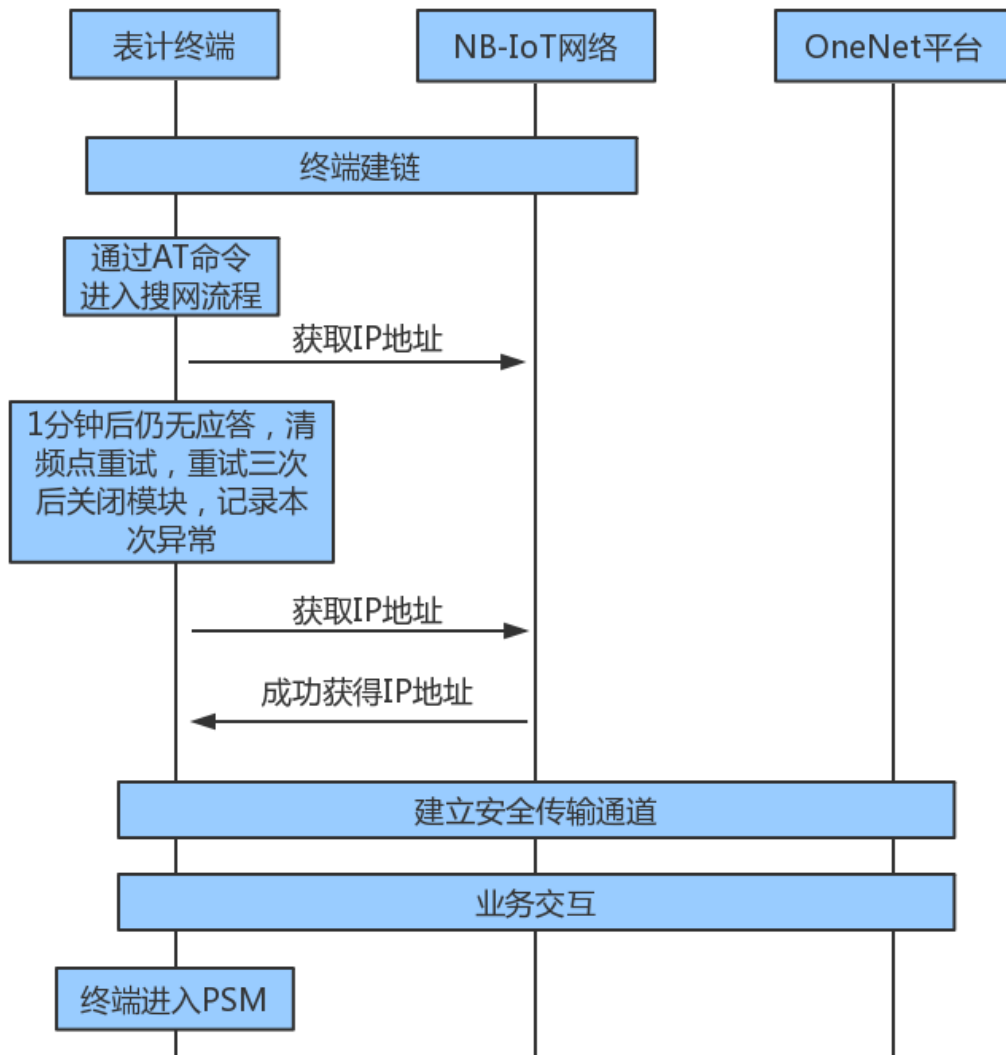 表计终端
NB-IoT网络
OneNet平台
终端建链
通过AT命令
进入搜网流程
获取IP地址
1分钟后仍无应答，清
频点重试，重试三次
后关闭模块，记录本
次异常
获取IP地址
成功获得IP地址
建立安全传输通道
业务交互
终端进入PSM